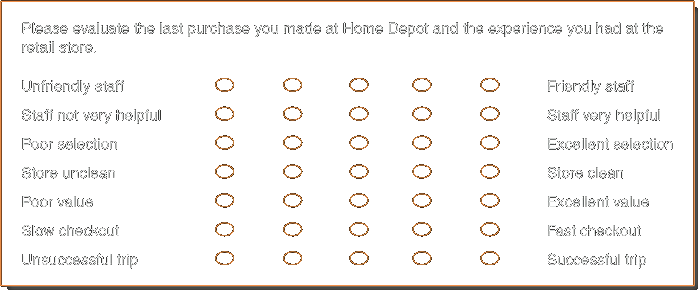 Please evaluate the last purchase you made at Home Depot and the experience you had at the
retail store.
Unfriendly staff Friendly staff
Staff not very helpful Staff very helpful
Poor selection Excellent selection
Store unclean Store clean
Poor value Excellent value
Slow checkout Fast checkout
Unsuccessful trip Successful trip